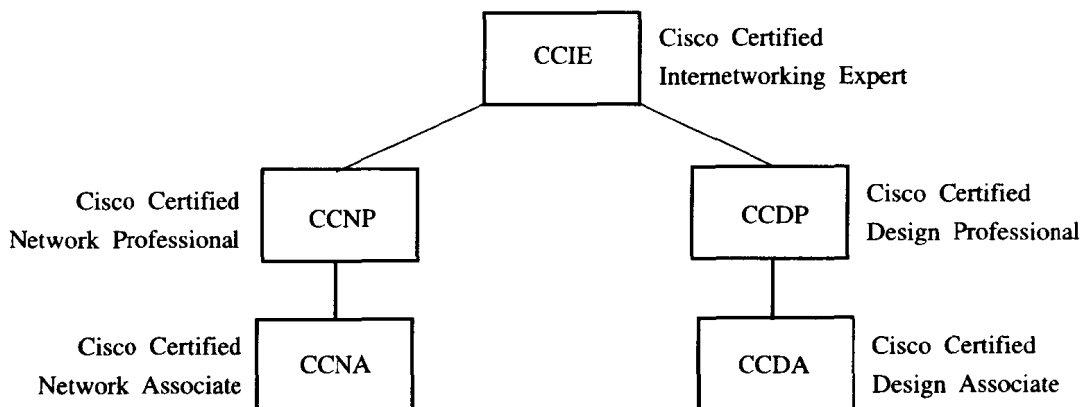 CCIE
Cisco Certified
Internetworking Expert
Cisco Certified
Network Professional
CCNP
CCDP
Cisco Certified
Design Professional
Cisco Certified
Network Associate
CCNA
CCDA
Cisco Certified
Design Associate